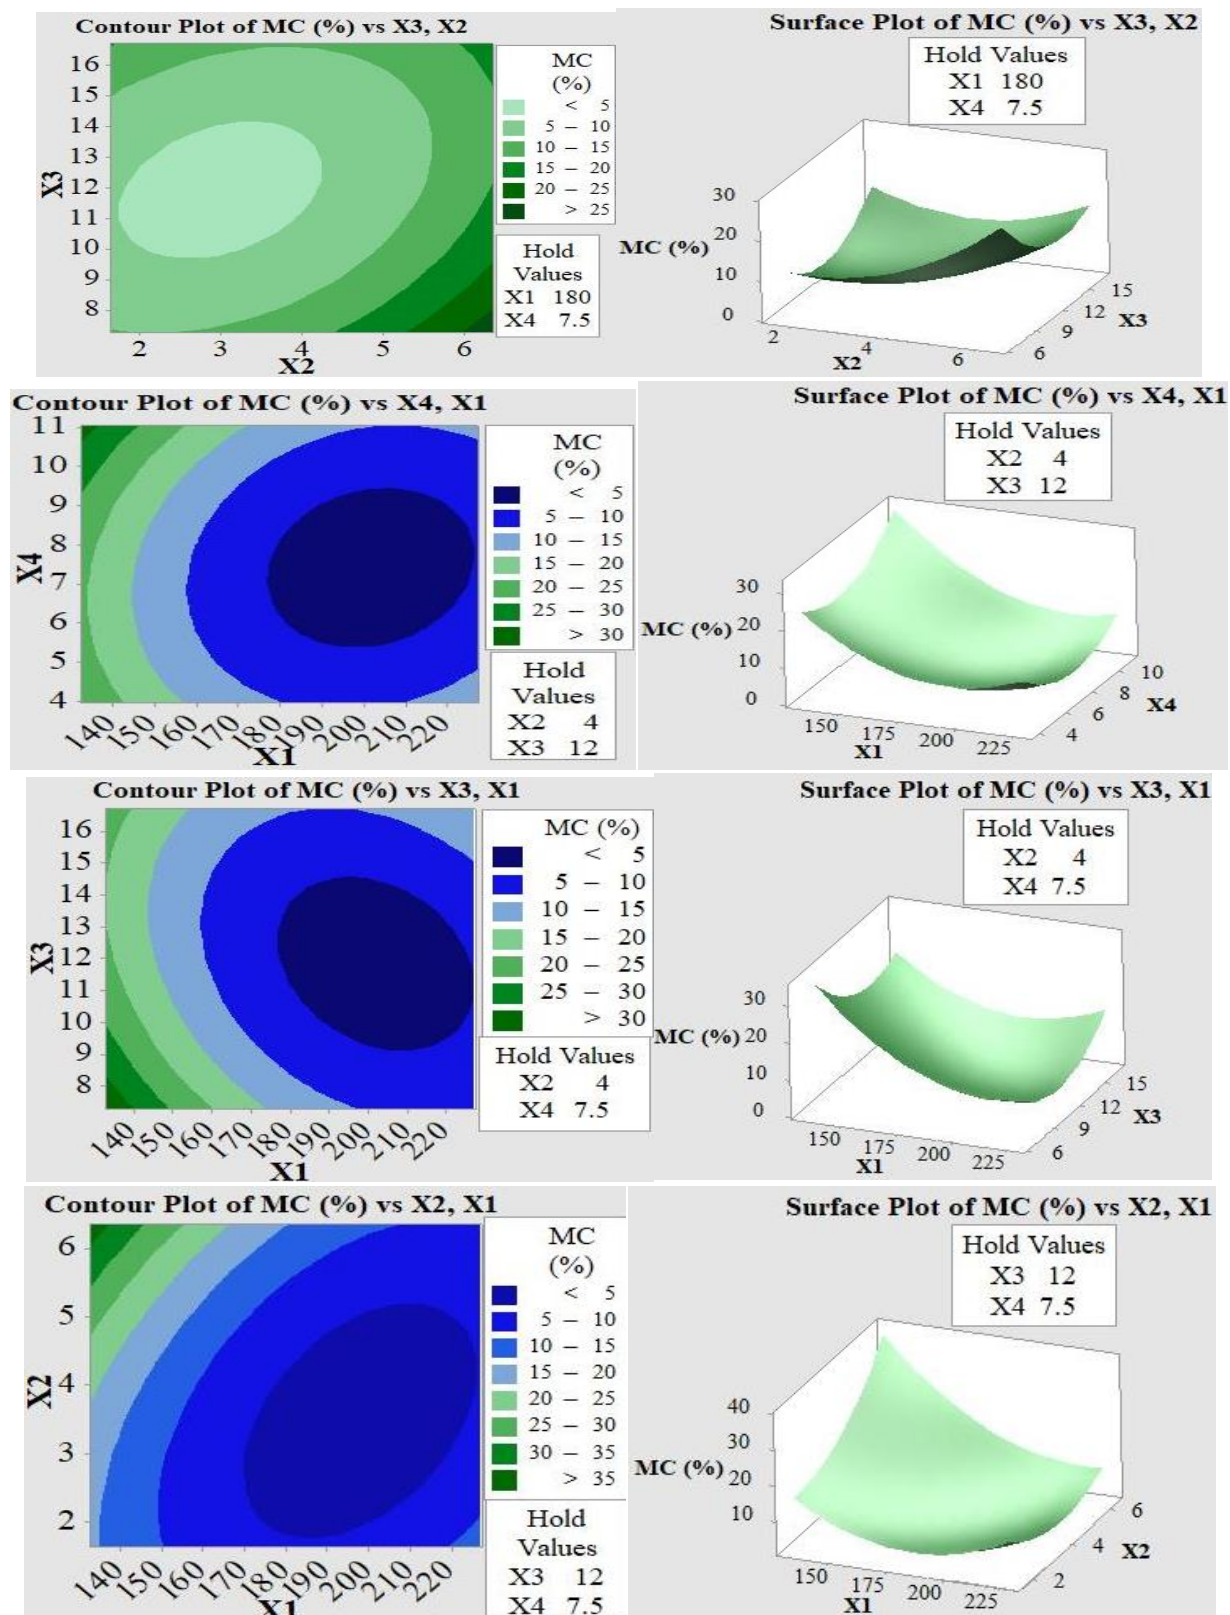 Contour Plot of MC (%) vs X3, X2
16
15
14
13
12
11
10
9
8
X3
2 3 4 5 6
X2
MC
(%)
< 5
5 – 10
10 – 15
15 – 20
20 – 25
> 25
Hold
Values
X1 180
X4 7.5
Surface Plot of MC (%) vs X3, X2
Hold Values
X1 180
X4 7.5
30
20
10
0
MC (%)
2 4 6
X2
6 9 12 15
X3
Contour Plot of MC (%) vs X4, X1
11
10
9
8
7
6
5
4
X4
140 150 160 170 180 190 200 210 220
X1
MC
(%)
< 5
5 – 10
10 – 15
15 – 20
20 – 25
25 – 30
> 30
Hold
Values
X2 4
X3 12
Surface Plot of MC (%) vs X4, X1
Hold Values
X2 4
X3 12
30
20
10
0
MC (%)
150 175 200 225
X1
4 6 8 10
X4
Contour Plot of MC (%) vs X3, X1
16
15
14
13
12
11
10
9
8
X3
140 150 160 170 180 190 200 210 220
X1
MC (%)
< 5
5 – 10
10 – 15
15 – 20
20 – 25
25 – 30
> 30
Hold Values
X2 4
X4 7.5
Surface Plot of MC (%) vs X3, X1
Hold Values
X2 4
X4 7.5
30
20
10
0
MC (%)
150 175 200 225
X1
6 9 12 15
X3
Contour Plot of MC (%) vs X2, X1
6
5
4
3
2
X2
140 150 160 170 180 190 200 210 220
X1
MC
(%)
< 5
5 – 10
10 – 15
15 – 20
20 – 25
25 – 30
30 – 35
> 35
Hold
Values
X3 12
X4 7.5
Surface Plot of MC (%) vs X2, X1
Hold Values
X3 12
X4 7.5
40
30
20
10
MC (%)
150 175 200 225
X1
2 4 6
X2